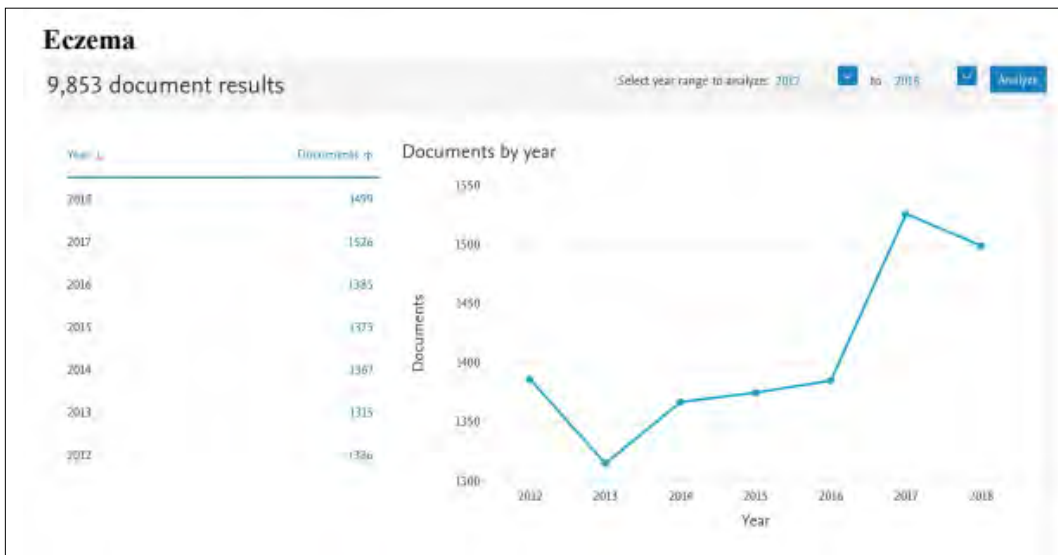 Eczema
9,853 document results
Select year range to analyze: 2012 to 2018 Analyze
Year Documents
2018 1499
2017 1526
2016 1385
2015 1375
2014 1367
2013 1315
2012 1386
Documents by year
1550
1500
1450
1400
1350
1300
Documents
2012 2013 2014 2015 2016 2017 2018
Year